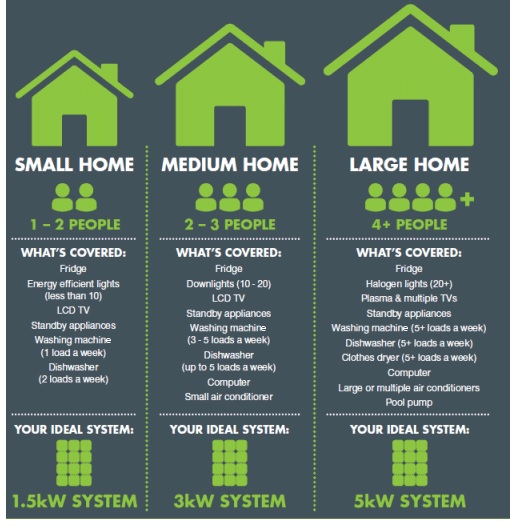 SMALL HOME
1 – 2 PEOPLE
WHAT'S COVERED:
Fridge
Energy efficient lights
(less than 10)
LCD TV
Standby appliances
Washing machine
(1 load a week)
Dishwasher
(2 loads a week)
YOUR IDEAL SYSTEM:
1.5kW SYSTEM
MEDIUM HOME
2 – 3 PEOPLE
WHAT'S COVERED:
Fridge
Downlights (10 - 20)
LCD TV
Standby appliances
Washing machine
(3 - 5 loads a week)
Dishwasher
(up to 5 loads a week)
Computer
Small air conditioner
YOUR IDEAL SYSTEM:
3kW SYSTEM
LARGE HOME
+
4+ PEOPLE
WHAT'S COVERED:
Fridge
Halogen lights (20+)
Plasma & multiple TVs
Standby appliances
Washing machine (5+ loads a week)
Dishwasher (5+ loads a week)
Clothes dryer (5+ loads a week)
Computer
Large or multiple air conditioners
Pool pump
YOUR IDEAL SYSTEM:
5kW SYSTEM